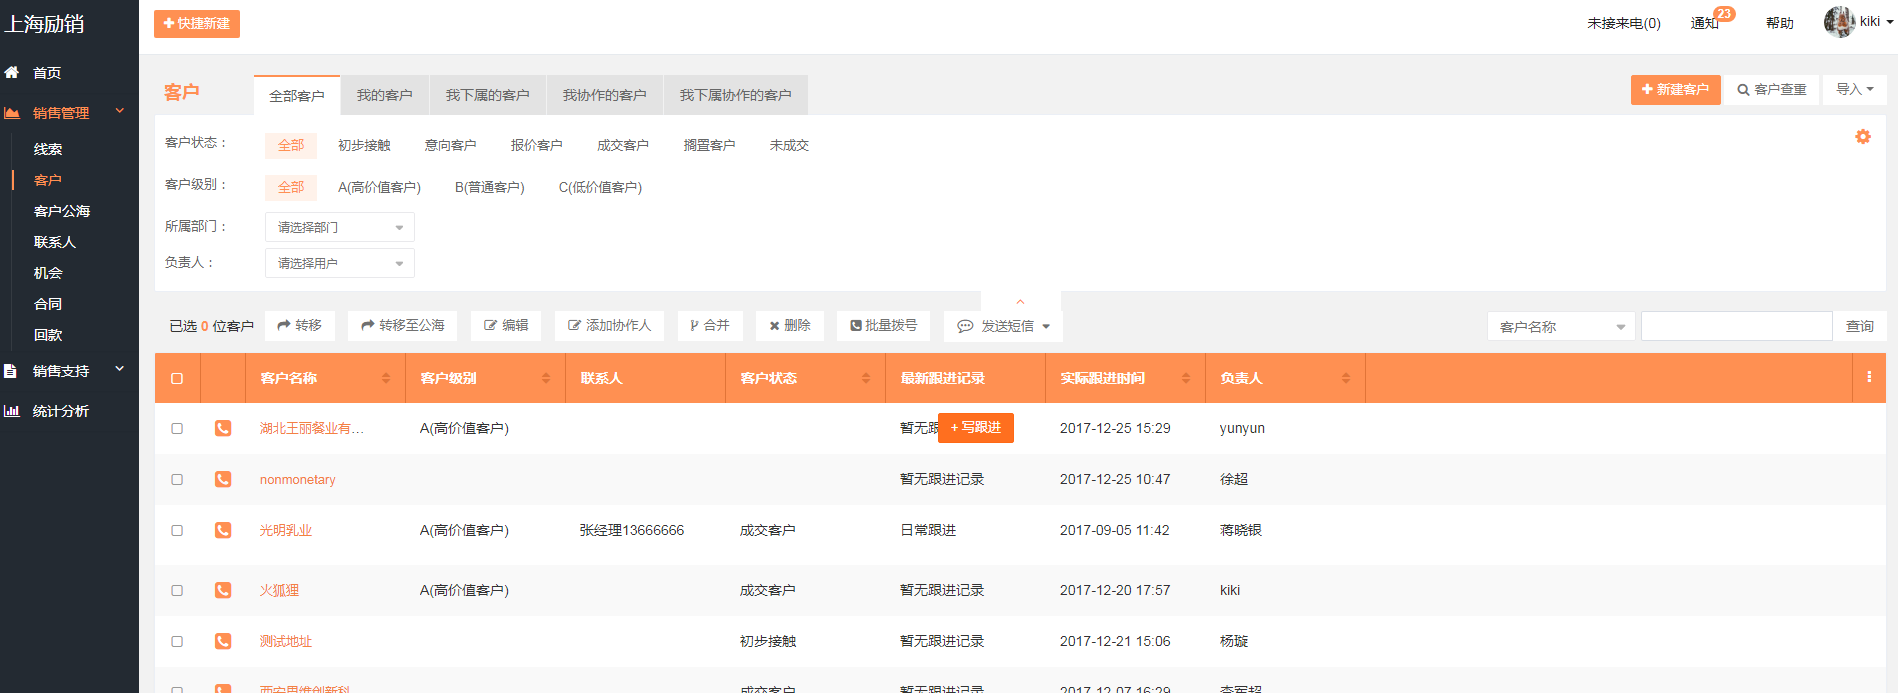 上海励销
快捷新建
未接来电(0)
通知
23
帮助
kiki
首页
销售管理
线索
客户
客户公海
联系人
机会
合同
回款
销售支持
统计分析
客户
全部客户
我的客户
我下属的客户
我协作的客户
我下属协作的客户
新建客户
客户查重
导入
客户状态：
全部
初步接触
意向客户
报价客户
成交客户
搁置客户
未成交
客户级别：
全部
A(高价值客户)
B(普通客户)
C(低价值客户)
所属部门：
请选择部门
负责人：
请选择用户
已选 0 位客户
转移
转移至公海
编辑
添加协作人
合并
删除
批量拨号
发送短信
客户名称
查询
客户名称
客户级别
联系人
客户状态
最新跟进记录
实际跟进时间
负责人
湖北王丽餐业有...
A(高价值客户)
暂无跟
+ 写跟进
2017-12-25 15:29
yunyun
nonmonetary
暂无跟进记录
2017-12-25 10:47
徐超
光明乳业
A(高价值客户)
张经理13666666
成交客户
日常跟进
2017-09-05 11:42
蒋晓银
火狐狸
A(高价值客户)
成交客户
暂无跟进记录
2017-12-20 17:57
kiki
测试地址
初步接触
暂无跟进记录
2017-12-21 15:06
杨璇
成交客户
暂无跟进记录
2017-12-07 16:29